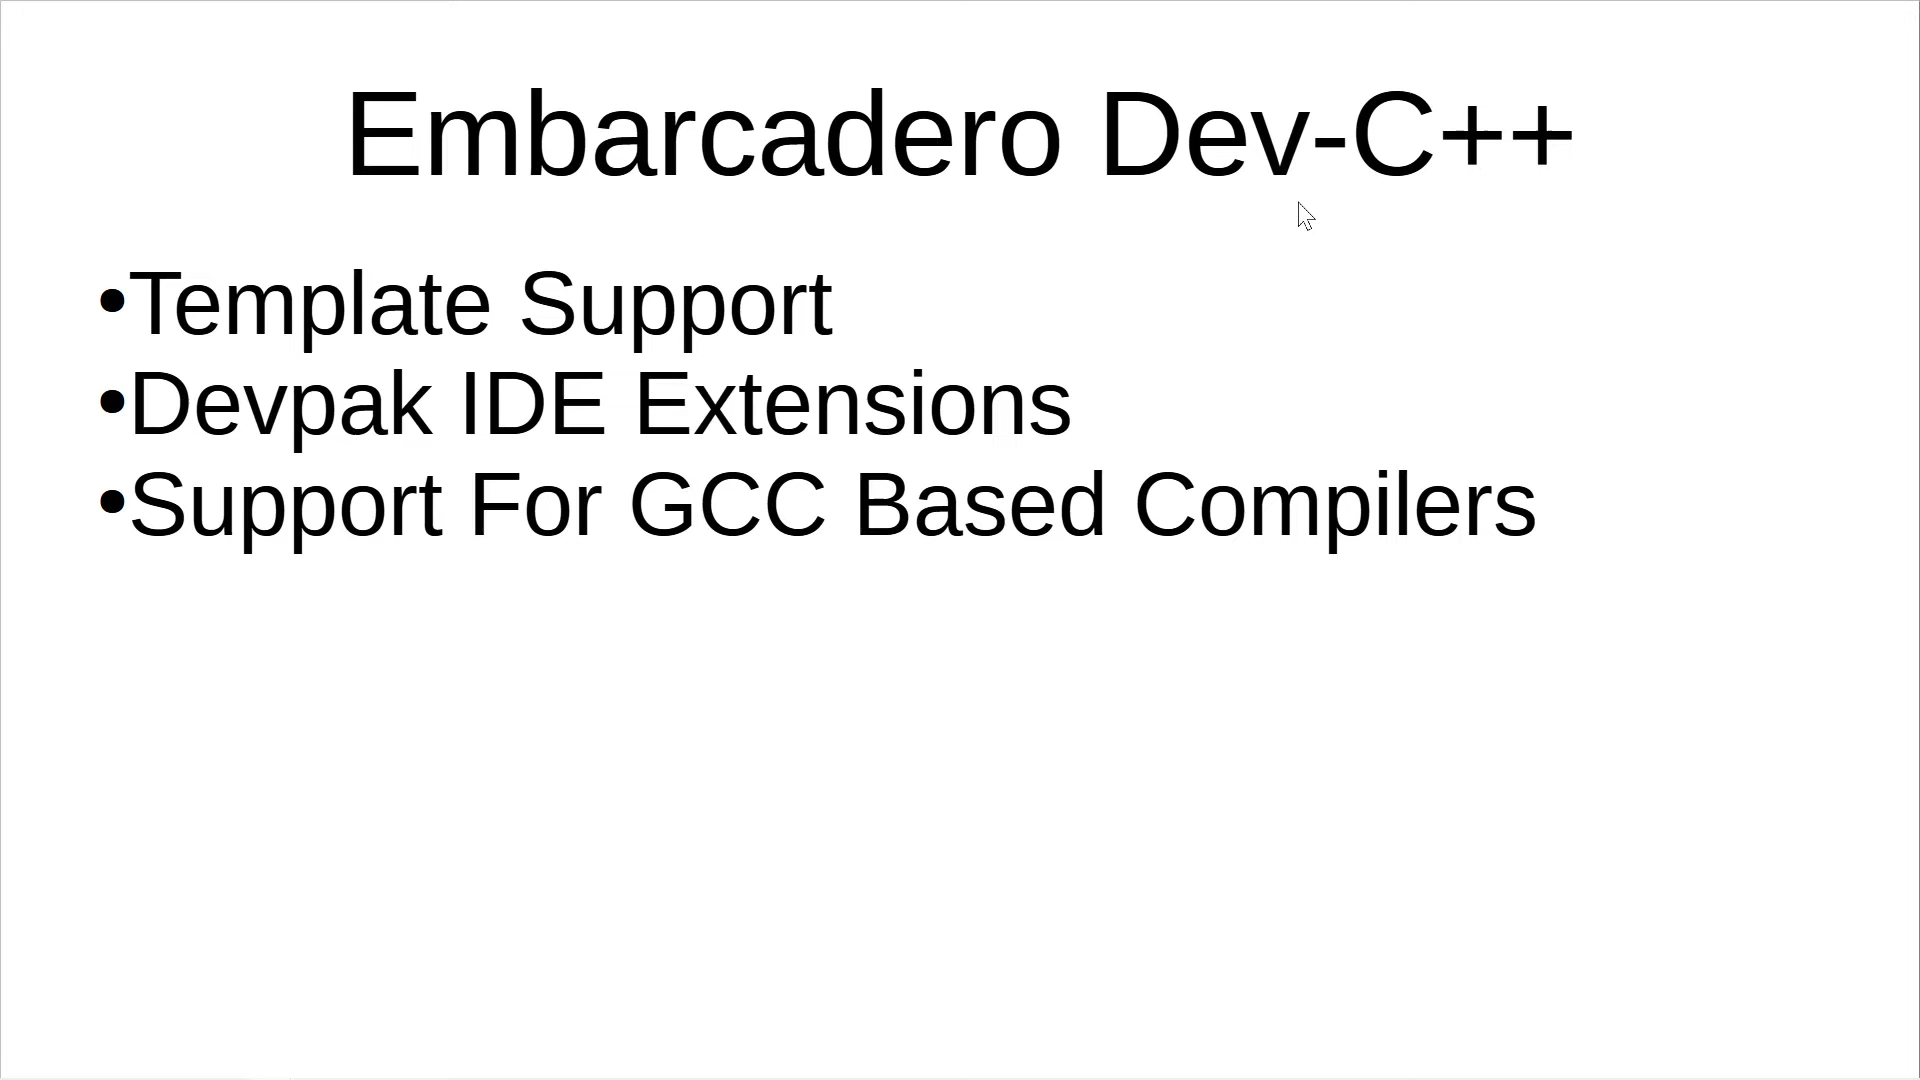 Embarcadero Dev-C++
•Template Support
•Devpak IDE Extensions
•Support For GCC Based Compilers